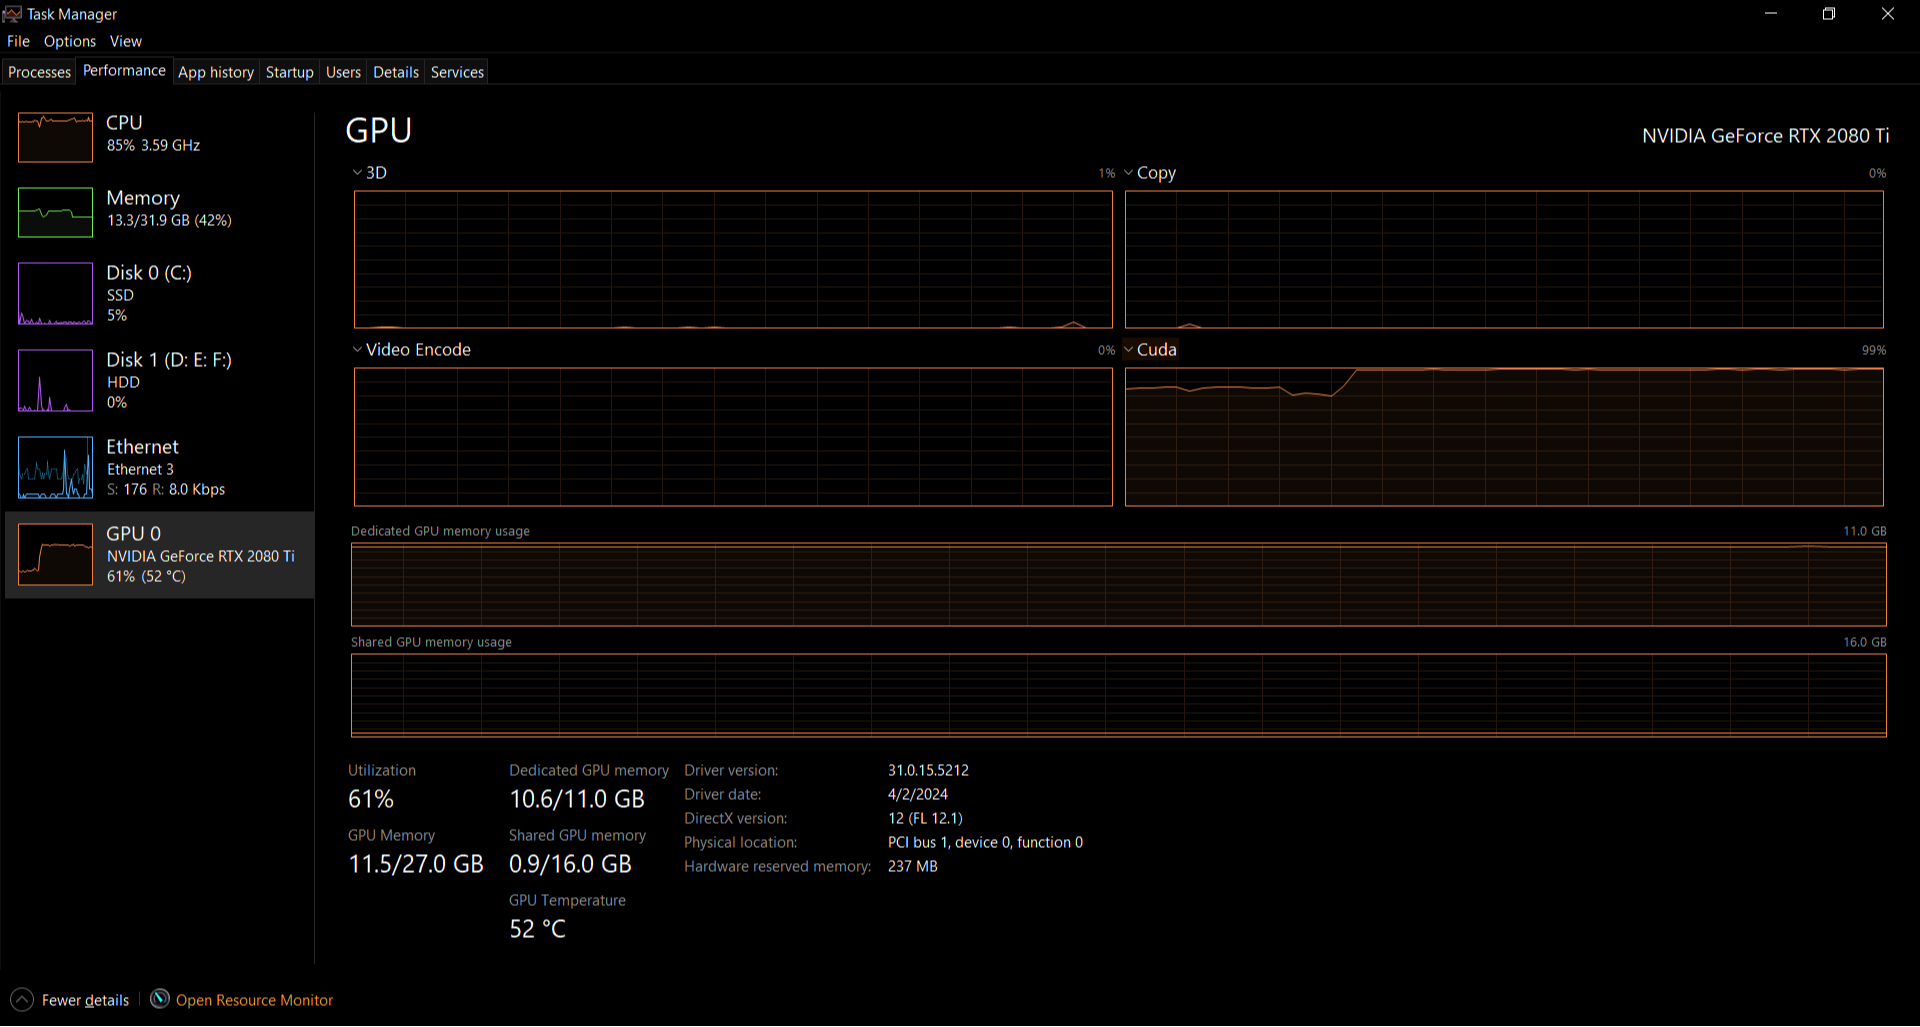 Task Manager
File Options View
Processes Performance App history Startup Users Details Services
CPU
85% 3.59 GHz
Memory
13.3/31.9 GB (42%)
Disk 0 (C:)
SSD
5%
Disk 1 (D: E: F:)
HDD
0%
Ethernet
Ethernet 3
S: 176 R: 8.0 Kbps
GPU 0
NVIDIA GeForce RTX 2080 Ti
61% (52 °C)
GPU
NVIDIA GeForce RTX 2080 Ti
3D 1%
Copy 0%
Video Encode 0%
Cuda 99%
Dedicated GPU memory usage 11.0 GB
Shared GPU memory usage 16.0 GB
Utilization
61%
GPU Memory
11.5/27.0 GB
Dedicated GPU memory
10.6/11.0 GB
Shared GPU memory
0.9/16.0 GB
GPU Temperature
52 °C
Driver version: 31.0.15.5212
Driver date: 4/2/2024
DirectX version: 12 (FL 12.1)
Physical location: PCI bus 1, device 0, function 0
Hardware reserved memory: 237 MB
Fewer details Open Resource Monitor